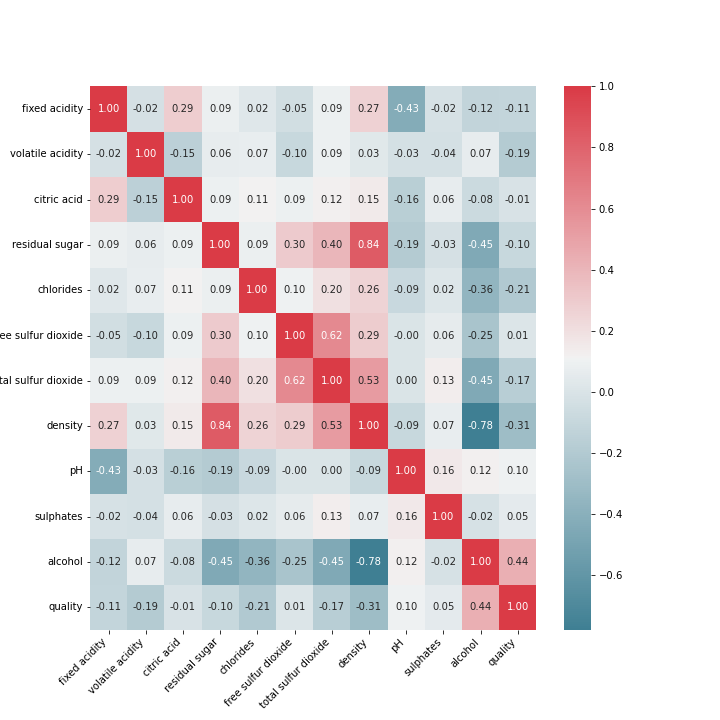 fixed acidity 1.00 -0.02 0.29 0.09 0.02 -0.05 0.09 0.27 -0.43 -0.02 -0.12 -0.11
volatile acidity -0.02 1.00 -0.15 0.06 0.07 -0.10 0.09 0.03 -0.03 -0.04 0.07 -0.19
citric acid 0.29 -0.15 1.00 0.09 0.11 0.09 0.12 0.15 -0.16 0.06 -0.08 -0.01
residual sugar 0.09 0.06 0.09 1.00 0.09 0.30 0.40 0.84 -0.19 -0.03 -0.45 -0.10
chlorides 0.02 0.07 0.11 0.09 1.00 0.10 0.20 0.26 -0.09 0.02 -0.36 -0.21
ee sulfur dioxide -0.05 -0.10 0.09 0.30 0.10 1.00 0.62 0.29 -0.00 0.06 -0.25 0.01
tal sulfur dioxide 0.09 0.09 0.12 0.40 0.20 0.62 1.00 0.53 0.00 0.13 -0.45 -0.17
density 0.27 0.03 0.15 0.84 0.26 0.29 0.53 1.00 -0.09 0.07 -0.78 -0.31
pH -0.43 -0.03 -0.16 -0.19 -0.09 -0.00 0.00 -0.09 1.00 0.16 0.12 0.10
sulphates -0.02 -0.04 0.06 -0.03 0.02 0.06 0.13 0.07 0.16 1.00 -0.02 0.05
alcohol -0.12 0.07 -0.08 -0.45 -0.36 -0.25 -0.45 -0.78 0.12 -0.02 1.00 0.44
quality -0.11 -0.19 -0.01 -0.10 -0.21 0.01 -0.17 -0.31 0.10 0.05 0.44 1.00
fixed acidity
volatile acidity
citric acid
residual sugar
chlorides
free sulfur dioxide
total sulfur dioxide
density
pH
sulphates
alcohol
quality
1.0
0.8
0.6
0.4
0.2
0.0
−0.2
−0.4
−0.6